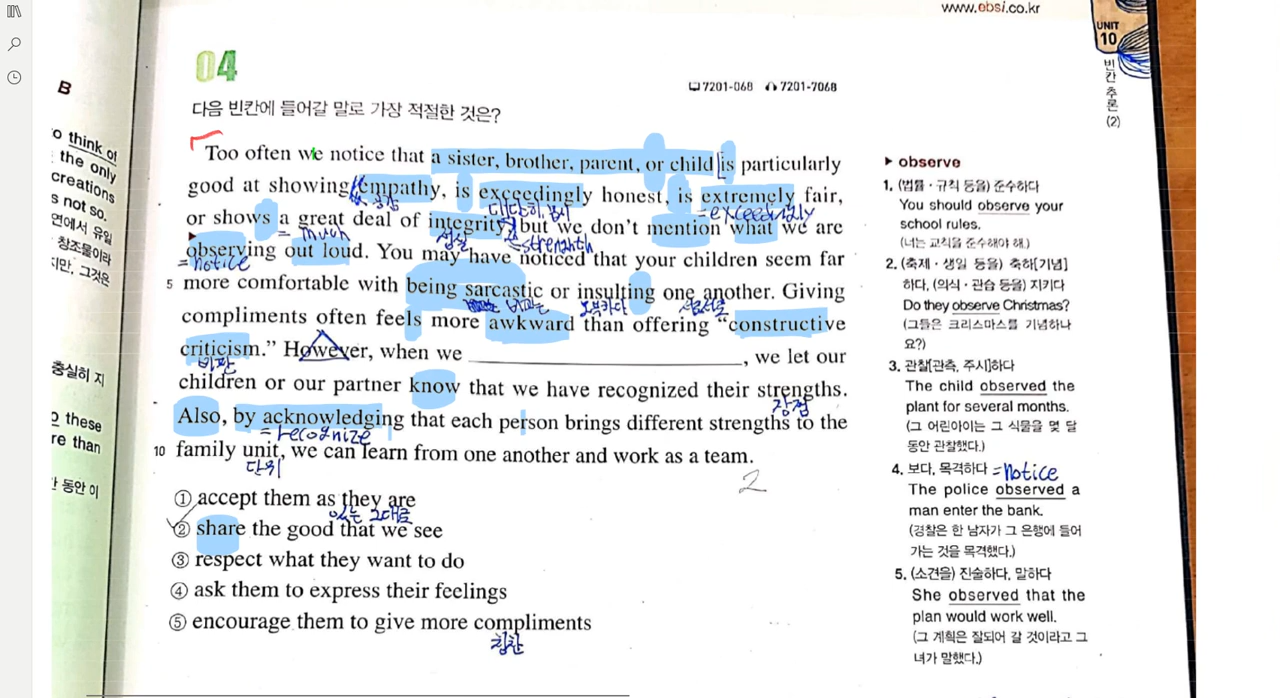 www.ebsi.co.kr
UNIT
10
빈칸 추론 (2)
B
o think of
the only
creations
s not so.
연에서 유일
창조물이라
지만, 그것은
충실히 지
o these
re than
동안 이
04
7201-068 7201-7068
다음 빈칸에 들어갈 말로 가장 적절한 것은?
Too often we notice that a sister, brother, parent, or child is particularly
good at showing empathy, is exceedingly honest, is extremely fair,
공감
대단히, 몹시
=exceedingly
or shows a great deal of integrity, but we don't mention what we are
= much
성실
=strength
observing out loud. You may have noticed that your children seem far
=notice
5 more comfortable with being sarcastic or insulting one another. Giving
비꼬는
모욕하다
서로서로
compliments often feels more awkward than offering “constructive
criticism.” However, when we ____________, we let our
비판
children or our partner know that we have recognized their strengths.
장점
Also, by acknowledging that each person brings different strengths to the
=recognize
10 family unit, we can learn from one another and work as a team.
단위
2
① accept them as they are
있는 그대로
② share the good that we see
③ respect what they want to do
④ ask them to express their feelings
⑤ encourage them to give more compliments
칭찬
▶ observe
1. (법률·규칙 등을) 준수하다
You should observe your
school rules.
(너는 교칙을 준수해야 해.)
2. (축제·생일 등을) 축하[기념]
하다, (의식·관습 등을) 지키다
Do they observe Christmas?
(그들은 크리스마스를 기념하나
요?)
3. 관찰[관측, 주시]하다
The child observed the
plant for several months.
(그 어린아이는 그 식물을 몇 달
동안 관찰했다.)
4. 보다, 목격하다 =notice
The police observed a
man enter the bank.
(경찰은 한 남자가 그 은행에 들어
가는 것을 목격했다.)
5. (소견을) 진술하다, 말하다
She observed that the
plan would work well.
(그 계획은 잘되어 갈 것이라고 그
녀가 말했다.)